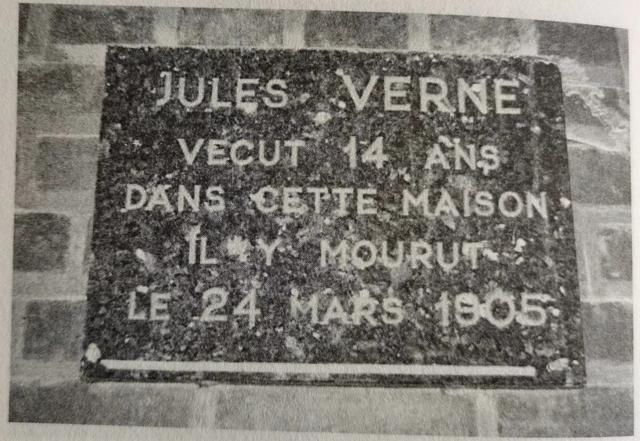 JULES VERNE
VECUT 14 ANS
DANS CETTE MAISON
IL Y MOURUT
LE 24 MARS 1905